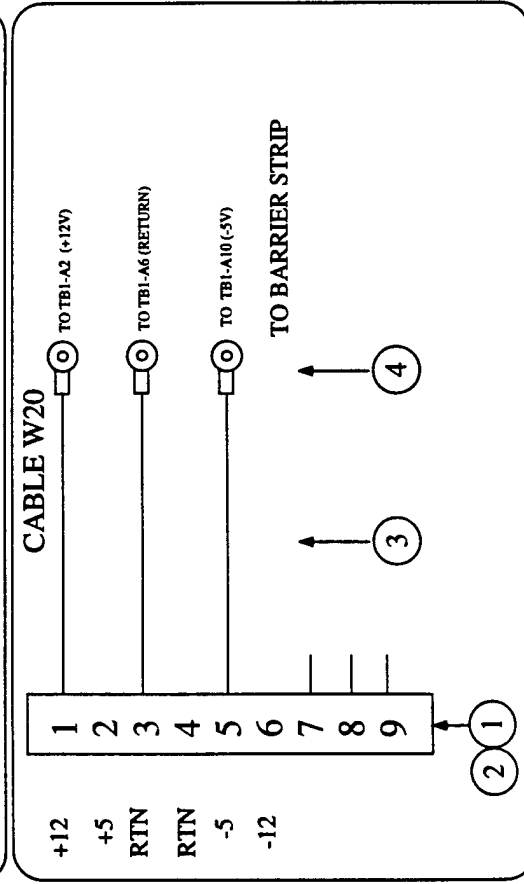 CABLE W20
+12 1 TO TB1-A2 (+12V)
+5 2
RTN 3 TO TB1-A6 (RETURN)
RTN 4
-5 5 TO TB1-A10 (-5V)
-12 6
TO BARRIER STRIP
7
8
9
4
3
1
2